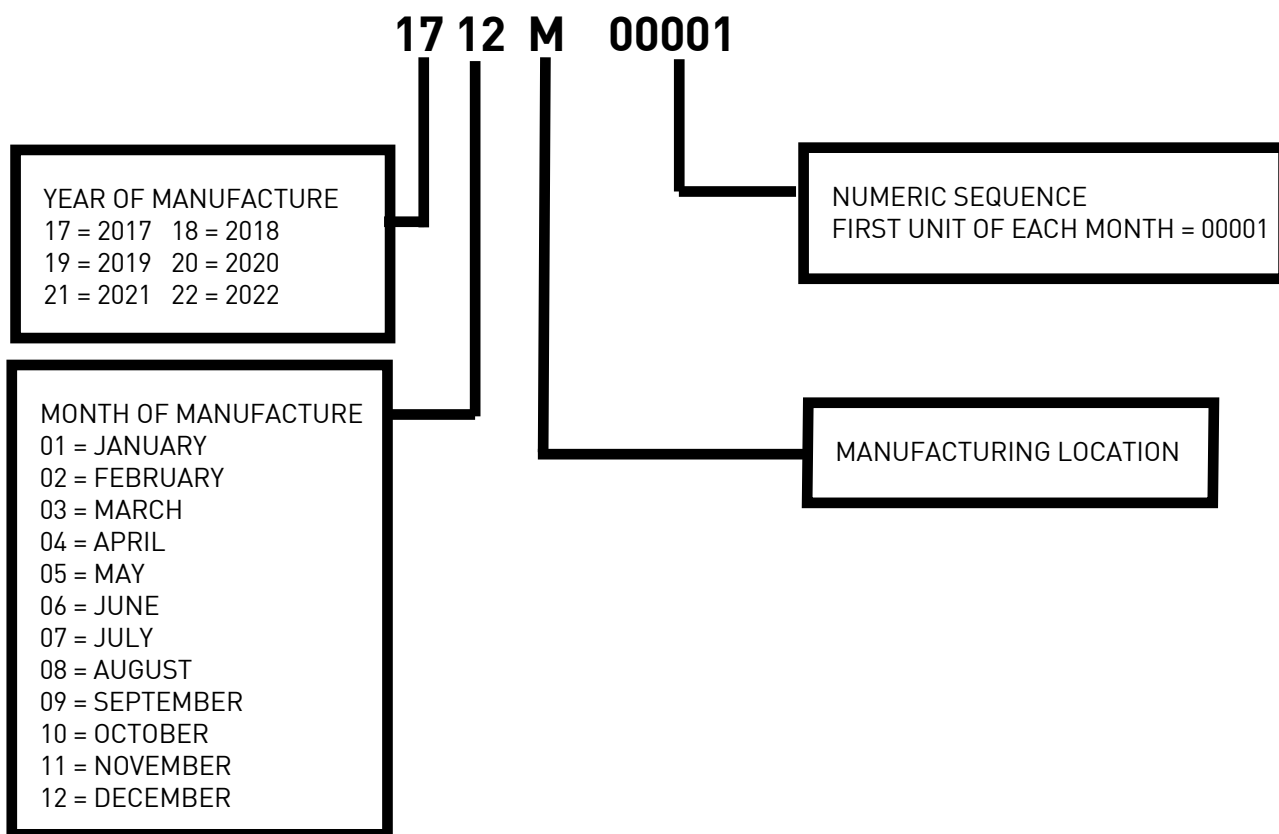 17 12 M 00001
YEAR OF MANUFACTURE
17 = 2017 18 = 2018
19 = 2019 20 = 2020
21 = 2021 22 = 2022
NUMERIC SEQUENCE
FIRST UNIT OF EACH MONTH = 00001
MONTH OF MANUFACTURE
01 = JANUARY
02 = FEBRUARY
03 = MARCH
04 = APRIL
05 = MAY
06 = JUNE
07 = JULY
08 = AUGUST
09 = SEPTEMBER
10 = OCTOBER
11 = NOVEMBER
12 = DECEMBER
MANUFACTURING LOCATION